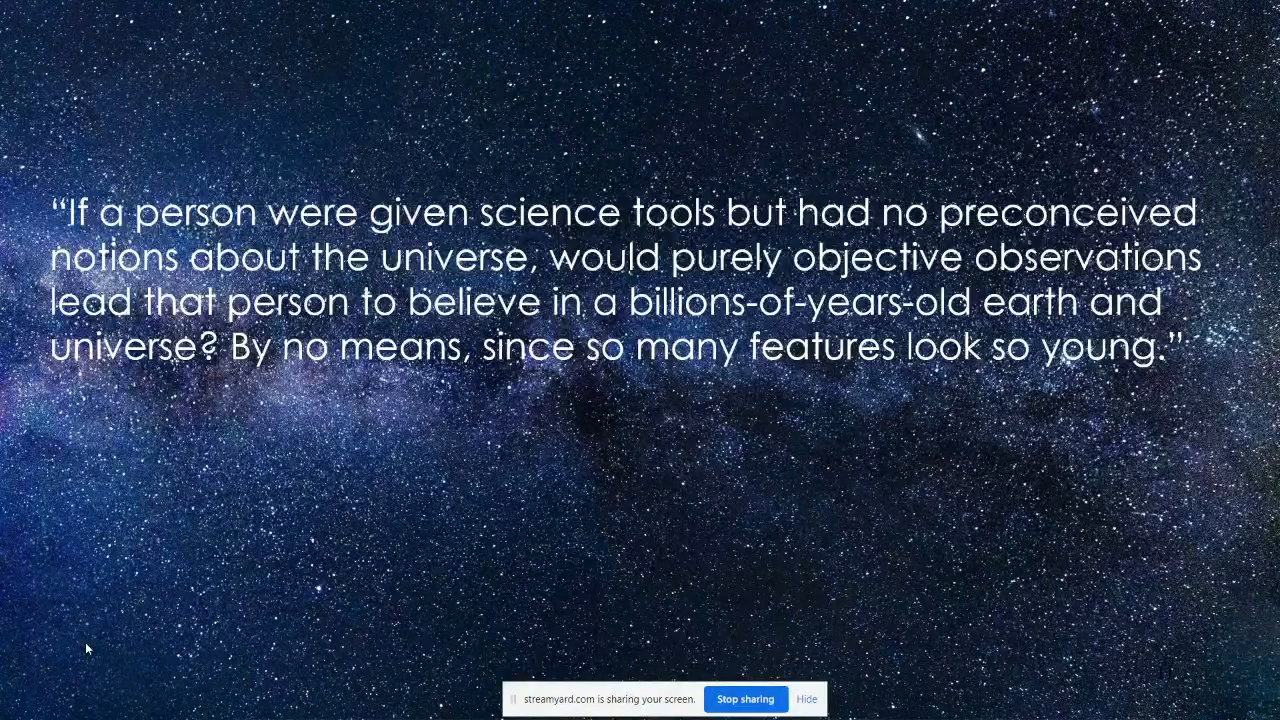 “If a person were given science tools but had no preconceived
notions about the universe, would purely objective observations
lead that person to believe in a billions-of-years-old earth and
universe? By no means, since so many features look so young.”
streamyard.com is sharing your screen. Stop sharing Hide